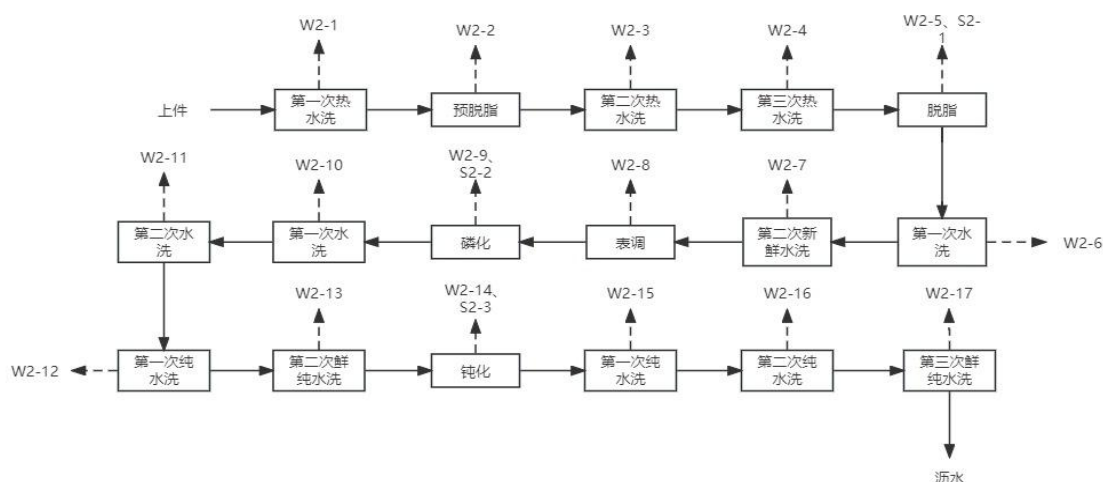 W2-1
W2-2
W2-3
W2-4
W2-5、S2-
1
上件
第一次热
水洗
预脱脂
第二次热
水洗
第三次热
水洗
脱脂
W2-11
W2-10
W2-9、
S2-2
W2-8
W2-7
第二次水
洗
第一次水
洗
磷化
表调
第二次新
鲜水洗
第一次水
洗
W2-6
W2-13
W2-14、
S2-3
W2-15
W2-16
W2-17
W2-12
第一次纯
水洗
第二次鲜
纯水洗
钝化
第一次纯
水洗
第二次纯
水洗
第三次鲜
纯水洗
沥水